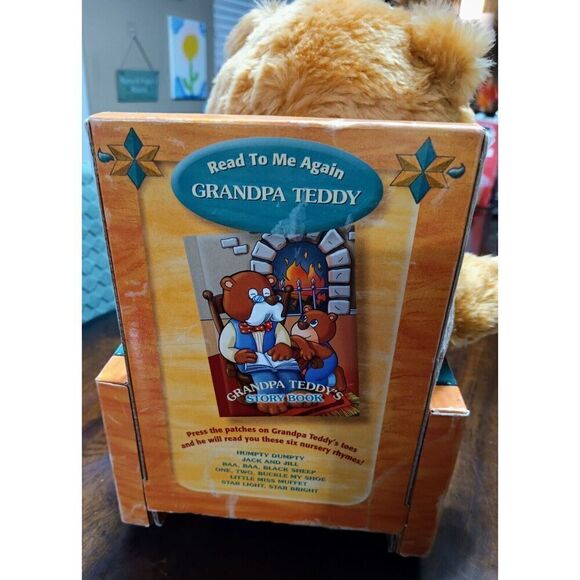 Read To Me Again
GRANDPA TEDDY
GRANDPA TEDDY'S
STORY BOOK
Press the patches on Grandpa Teddy's toes
and he will read you these six nursery rhymes!
HUMPTY DUMPTY
JACK AND JILL
BAA, BAA, BLACK SHEEP
ONE, TWO, BUCKLE MY SHOE
LITTLE MISS MUFFET
STAR LIGHT, STAR BRIGHT